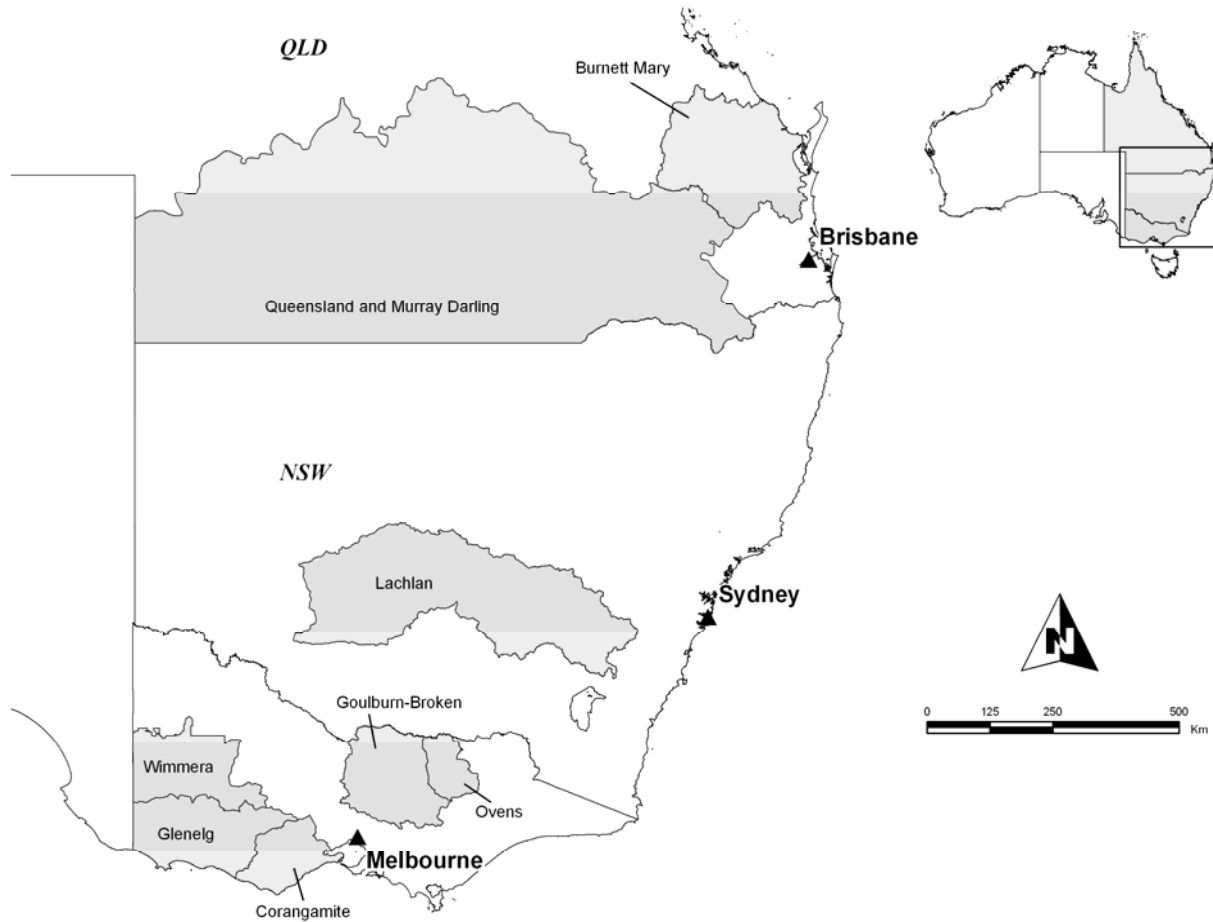 QLD
Burnett Mary
Brisbane
Queensland and Murray Darling
NSW
Lachlan
Sydney
N
Goulburn-Broken
0 125 250 500
Km
Wimmera
Ovens
Glenelg
Melbourne
Corangamite